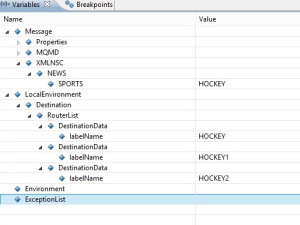 Variables Breakpoints
Name Value
Message
Properties
MQMD
XMLNSC
NEWS
SPORTS HOCKEY
LocalEnvironment
Destination
RouterList
DestinationData
labelName HOCKEY
DestinationData
labelName HOCKEY1
DestinationData
labelName HOCKEY2
Environment
ExceptionList